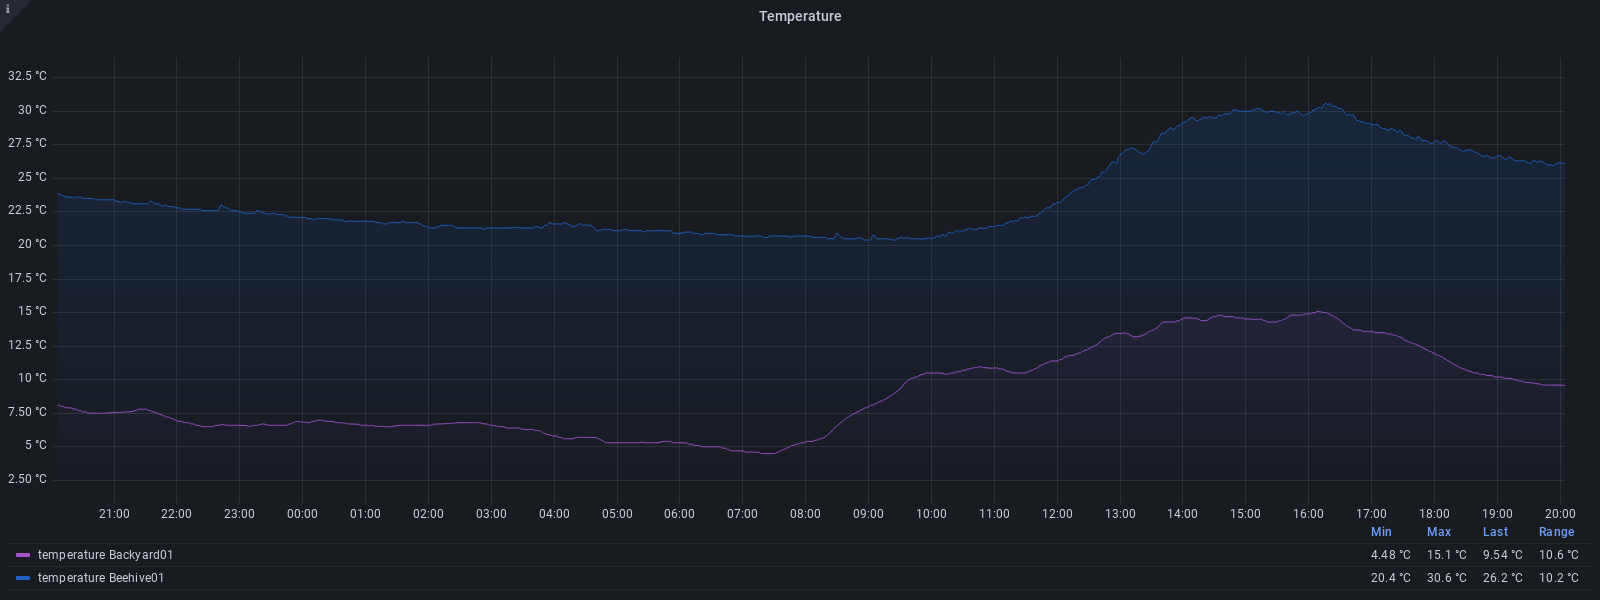 i
Temperature
32.5 °C
30 °C
27.5 °C
25 °C
22.5 °C
20 °C
17.5 °C
15 °C
12.5 °C
10 °C
7.50 °C
5 °C
2.50 °C
21:00 22:00 23:00 00:00 01:00 02:00 03:00 04:00 05:00 06:00 07:00 08:00 09:00 10:00 11:00 12:00 13:00 14:00 15:00 16:00 17:00 18:00 19:00 20:00
Min Max Last Range
temperature Backyard01 4.48 °C 15.1 °C 9.54 °C 10.6 °C
temperature Beehive01 20.4 °C 30.6 °C 26.2 °C 10.2 °C